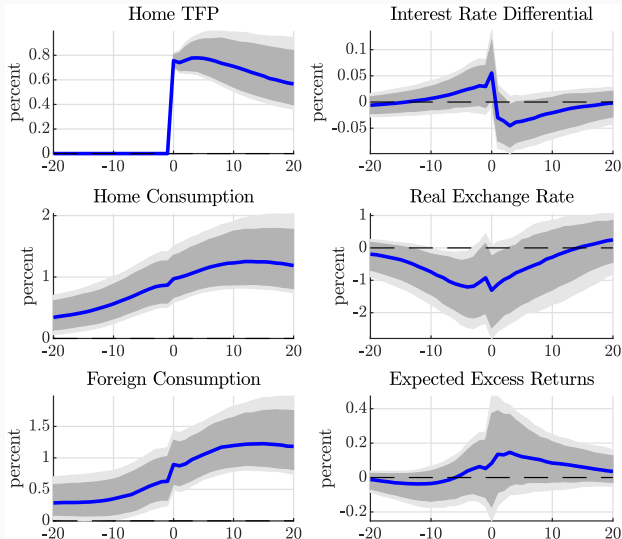 Home TFP
percent
0.8
0.6
0.4
0.2
0
-20 -10 0 10 20
Interest Rate Differential
percent
0.1
0.05
0
-0.05
-20 -10 0 10 20
Home Consumption
percent
2
1
0
-20 -10 0 10 20
Real Exchange Rate
percent
1
0
-1
-2
-20 -10 0 10 20
Foreign Consumption
percent
1.5
1
0.5
0
-20 -10 0 10 20
Expected Excess Returns
percent
0.4
0.2
0
-0.2
-20 -10 0 10 20